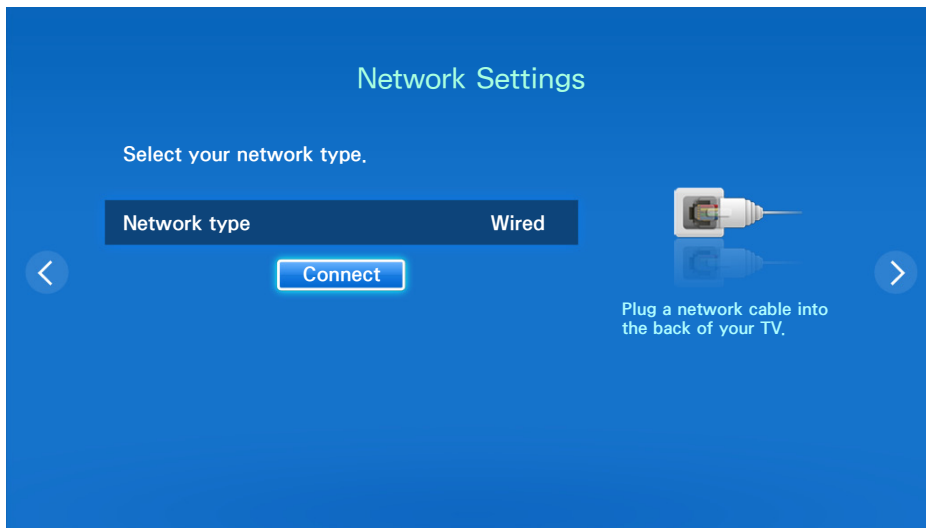 Network Settings
Select your network type.
Network type Wired
Connect
Plug a network cable into
the back of your TV.